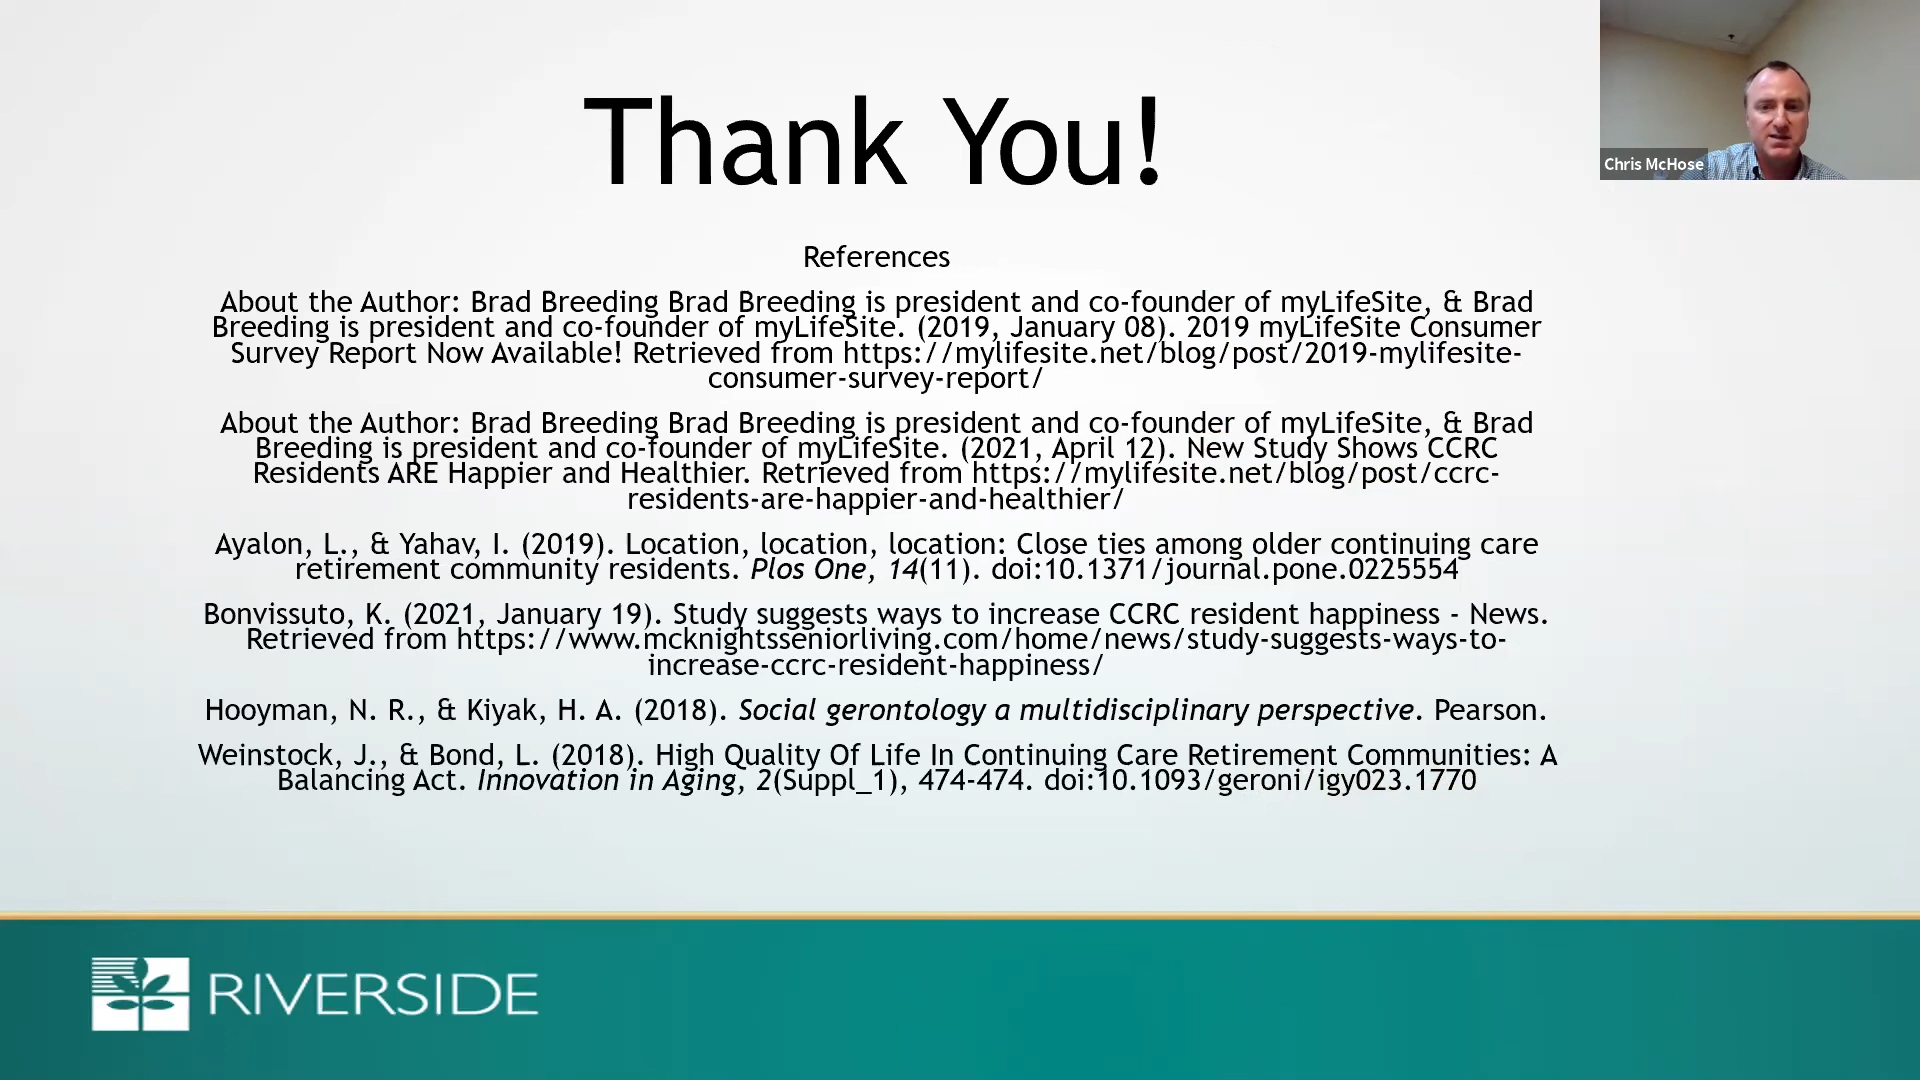 Thank You!
Chris McHose
References
About the Author: Brad Breeding Brad Breeding is president and co-founder of myLifeSite, & Brad
Breeding is president and co-founder of myLifeSite. (2019, January 08). 2019 myLifeSite Consumer
Survey Report Now Available! Retrieved from https://mylifesite.net/blog/post/2019-mylifesite-
consumer-survey-report/
About the Author: Brad Breeding Brad Breeding is president and co-founder of myLifeSite, & Brad
Breeding is president and co-founder of myLifeSite. (2021, April 12). New Study Shows CCRC
Residents ARE Happier and Healthier. Retrieved from https://mylifesite.net/blog/post/ccrc-
residents-are-happier-and-healthier/
Ayalon, L., & Yahav, I. (2019). Location, location, location: Close ties among older continuing care
retirement community residents. Plos One, 14(11). doi:10.1371/journal.pone.0225554
Bonvissuto, K. (2021, January 19). Study suggests ways to increase CCRC resident happiness - News.
Retrieved from https://www.mcknightsseniorliving.com/home/news/study-suggests-ways-to-
increase-ccrc-resident-happiness/
Hooyman, N. R., & Kiyak, H. A. (2018). Social gerontology a multidisciplinary perspective. Pearson.
Weinstock, J., & Bond, L. (2018). High Quality Of Life In Continuing Care Retirement Communities: A
Balancing Act. Innovation in Aging, 2(Suppl_1), 474-474. doi:10.1093/geroni/igy023.1770
RIVERSIDE